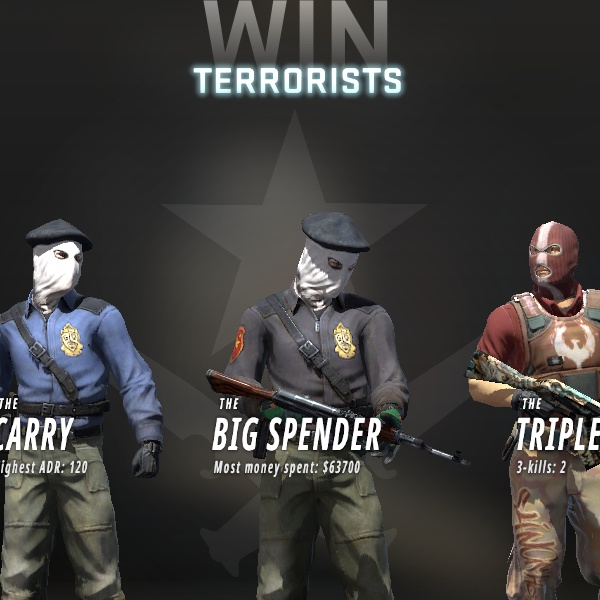 WIN
TERRORISTS
THE
CARRY
ighest ADR: 120
THE
BIG SPENDER
Most money spent: $63700
THE
TRIPLE
3-kills: 2